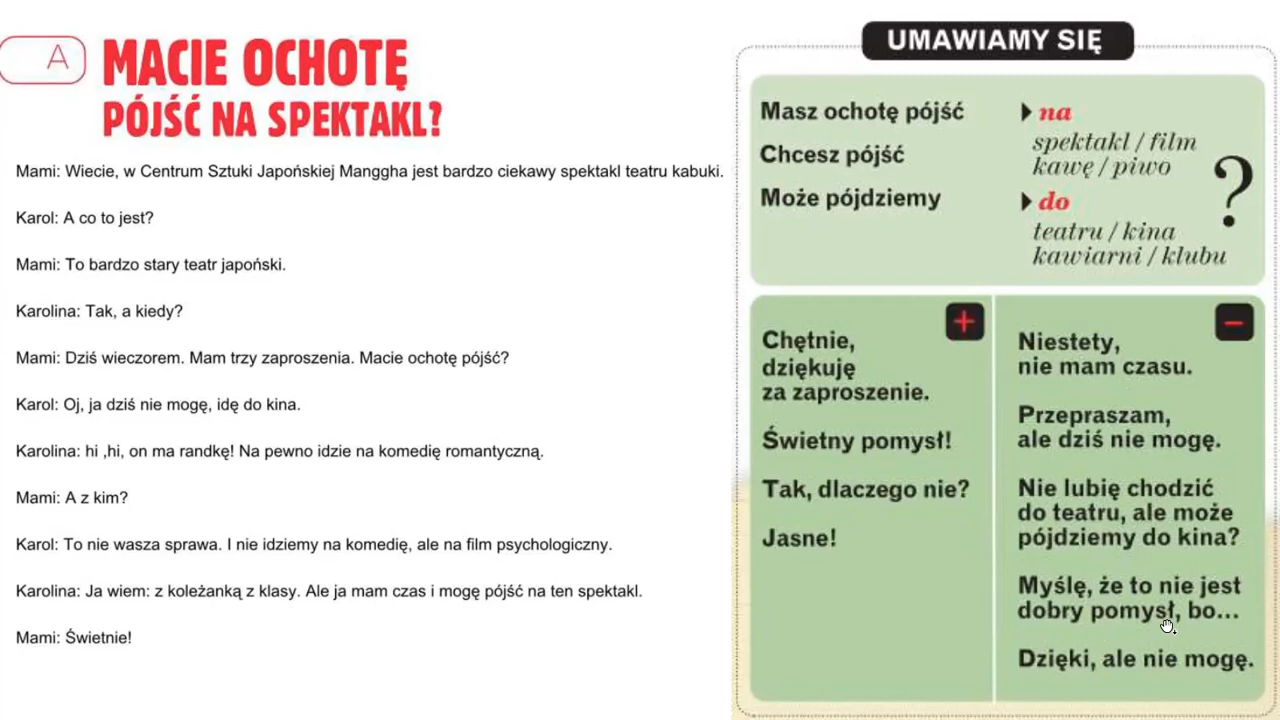 A
MACIE OCHOTĘ
PÓJŚĆ NA SPEKTAKL?
Mami: Wiecie, w Centrum Sztuki Japońskiej Manggha jest bardzo ciekawy spektakl teatru kabuki.
Karol: A co to jest?
Mami: To bardzo stary teatr japoński.
Karolina: Tak, a kiedy?
Mami: Dziś wieczorem. Mam trzy zaproszenia. Macie ochotę pójść?
Karol: Oj, ja dziś nie mogę, idę do kina.
Karolina: hi ,hi, on ma randkę! Na pewno idzie na komedię romantyczną.
Mami: A z kim?
Karol: To nie wasza sprawa. I nie idziemy na komedię, ale na film psychologiczny.
Karolina: Ja wiem: z koleżanką z klasy. Ale ja mam czas i mogę pójść na ten spektakl.
Mami: Świetnie!
UMAWIAMY SIĘ
Masz ochotę pójść
Chcesz pójść
Może pójdziemy
na
spektakl / film
kawę / piwo
do
teatru / kina
kawiarni / klubu
?
+
Chętnie,
dziękuję
za zaproszenie.
Świetny pomysł!
Tak, dlaczego nie?
Jasne!
–
Niestety,
nie mam czasu.
Przepraszam,
ale dziś nie mogę.
Nie lubię chodzić
do teatru, ale może
pójdziemy do kina?
Myślę, że to nie jest
dobry pomysł, bo...
Dzięki, ale nie mogę.